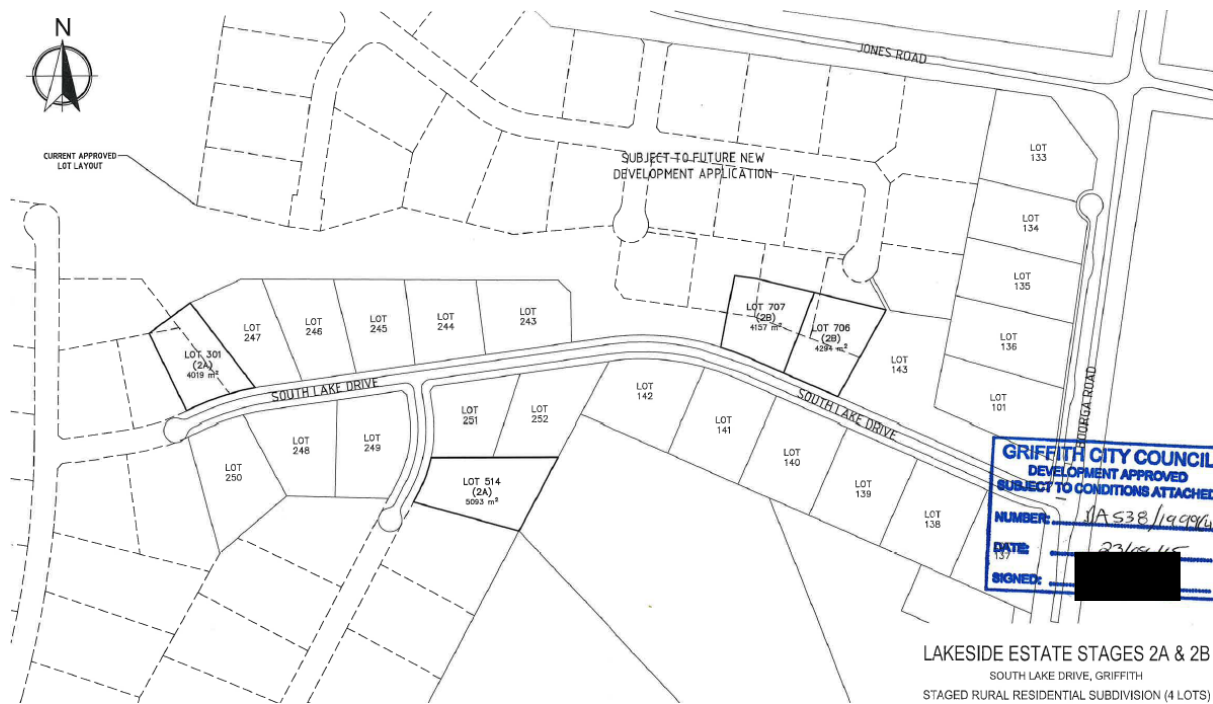 N
JONES ROAD
CURRENT APPROVED
LOT LAYOUT
SUBJECT TO FUTURE NEW
DEVELOPMENT APPLICATION
LOT
133
LOT
134
LOT
135
LOT
136
LOT
101
BOORGA ROAD
LOT 301
(2A)
4019 m²
LOT
247
LOT
246
LOT
245
LOT
244
LOT
243
LOT 707
(2B)
4157 m²
LOT 706
(2B)
4294 m²
LOT
143
SOUTH LAKE DRIVE
SOUTH LAKE DRIVE
LOT
250
LOT
248
LOT
249
LOT
251
LOT
252
LOT 514
(2A)
5093 m²
LOT
142
LOT
141
LOT
140
LOT
139
LOT
138
137
GRIFFITH CITY COUNCIL
DEVELOPMENT APPROVED
SUBJECT TO CONDITIONS ATTACHED
NUMBER:
DATE:
SIGNED:
LAKESIDE ESTATE STAGES 2A & 2B
SOUTH LAKE DRIVE, GRIFFITH
STAGED RURAL RESIDENTIAL SUBDIVISION (4 LOTS)